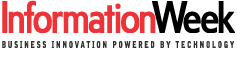 InformationWeek
BUSINESS INNOVATION POWERED BY TECHNOLOGY